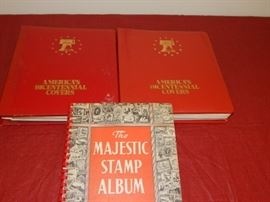 AMERICA'S
BICENTENNIAL
COVERS
AMERICA'S
BICENTENNIAL
COVERS
The
MAJESTIC
STAMP
ALBUM